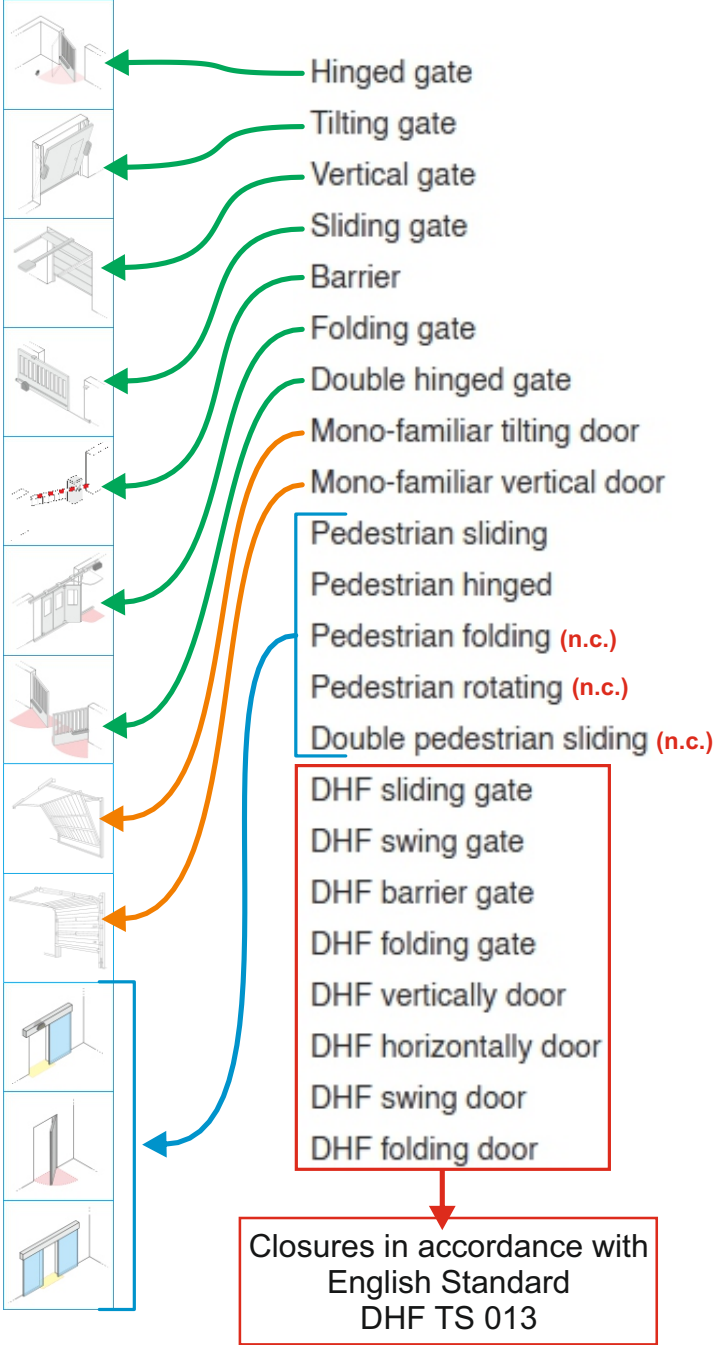 Hinged gate
Tilting gate
Vertical gate
Sliding gate
Barrier
Folding gate
Double hinged gate
Mono-familiar tilting door
Mono-familiar vertical door
Pedestrian sliding
Pedestrian hinged
Pedestrian folding (n.c.)
Pedestrian rotating (n.c.)
Double pedestrian sliding (n.c.)
DHF sliding gate
DHF swing gate
DHF barrier gate
DHF folding gate
DHF vertically door
DHF horizontally door
DHF swing door
DHF folding door
Closures in accordance with
English Standard
DHF TS 013